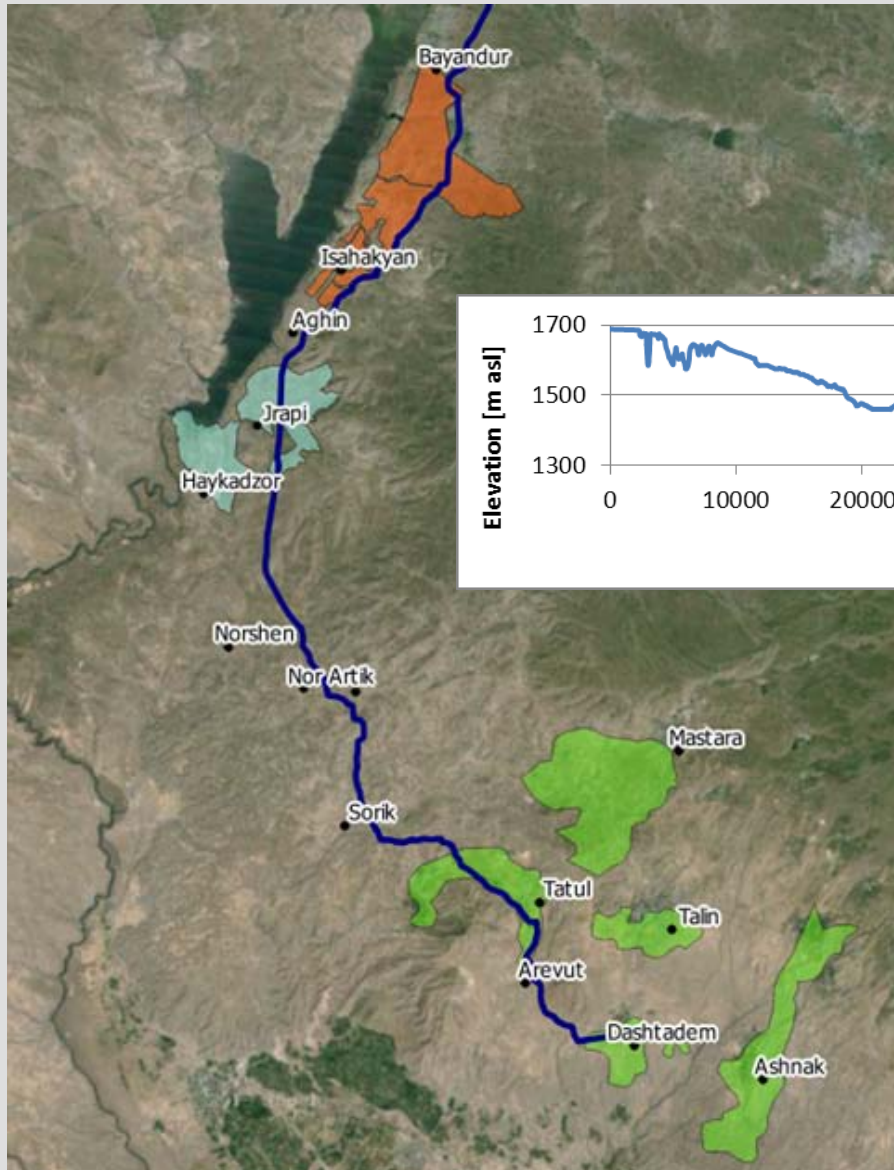 Bayandur
Isahakyan
Aghin
Jrapi
Haykadzor
Norshen
Nor Artik
Mastara
Sorik
Tatul
Talin
Arevut
Dashtadem
Ashnak
Elevation [m asl]
1700
1500
1300
0
10000
20000